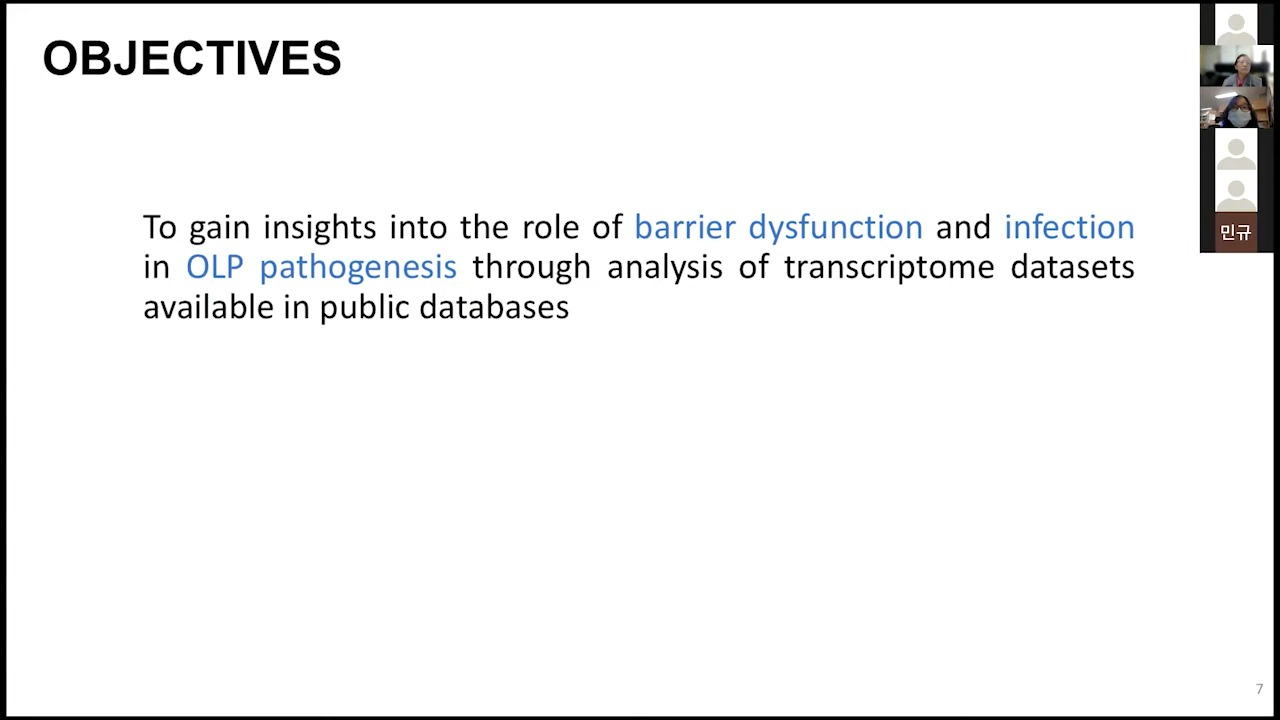 OBJECTIVES
To gain insights into the role of barrier dysfunction and infection
in OLP pathogenesis through analysis of transcriptome datasets
available in public databases
민규
7